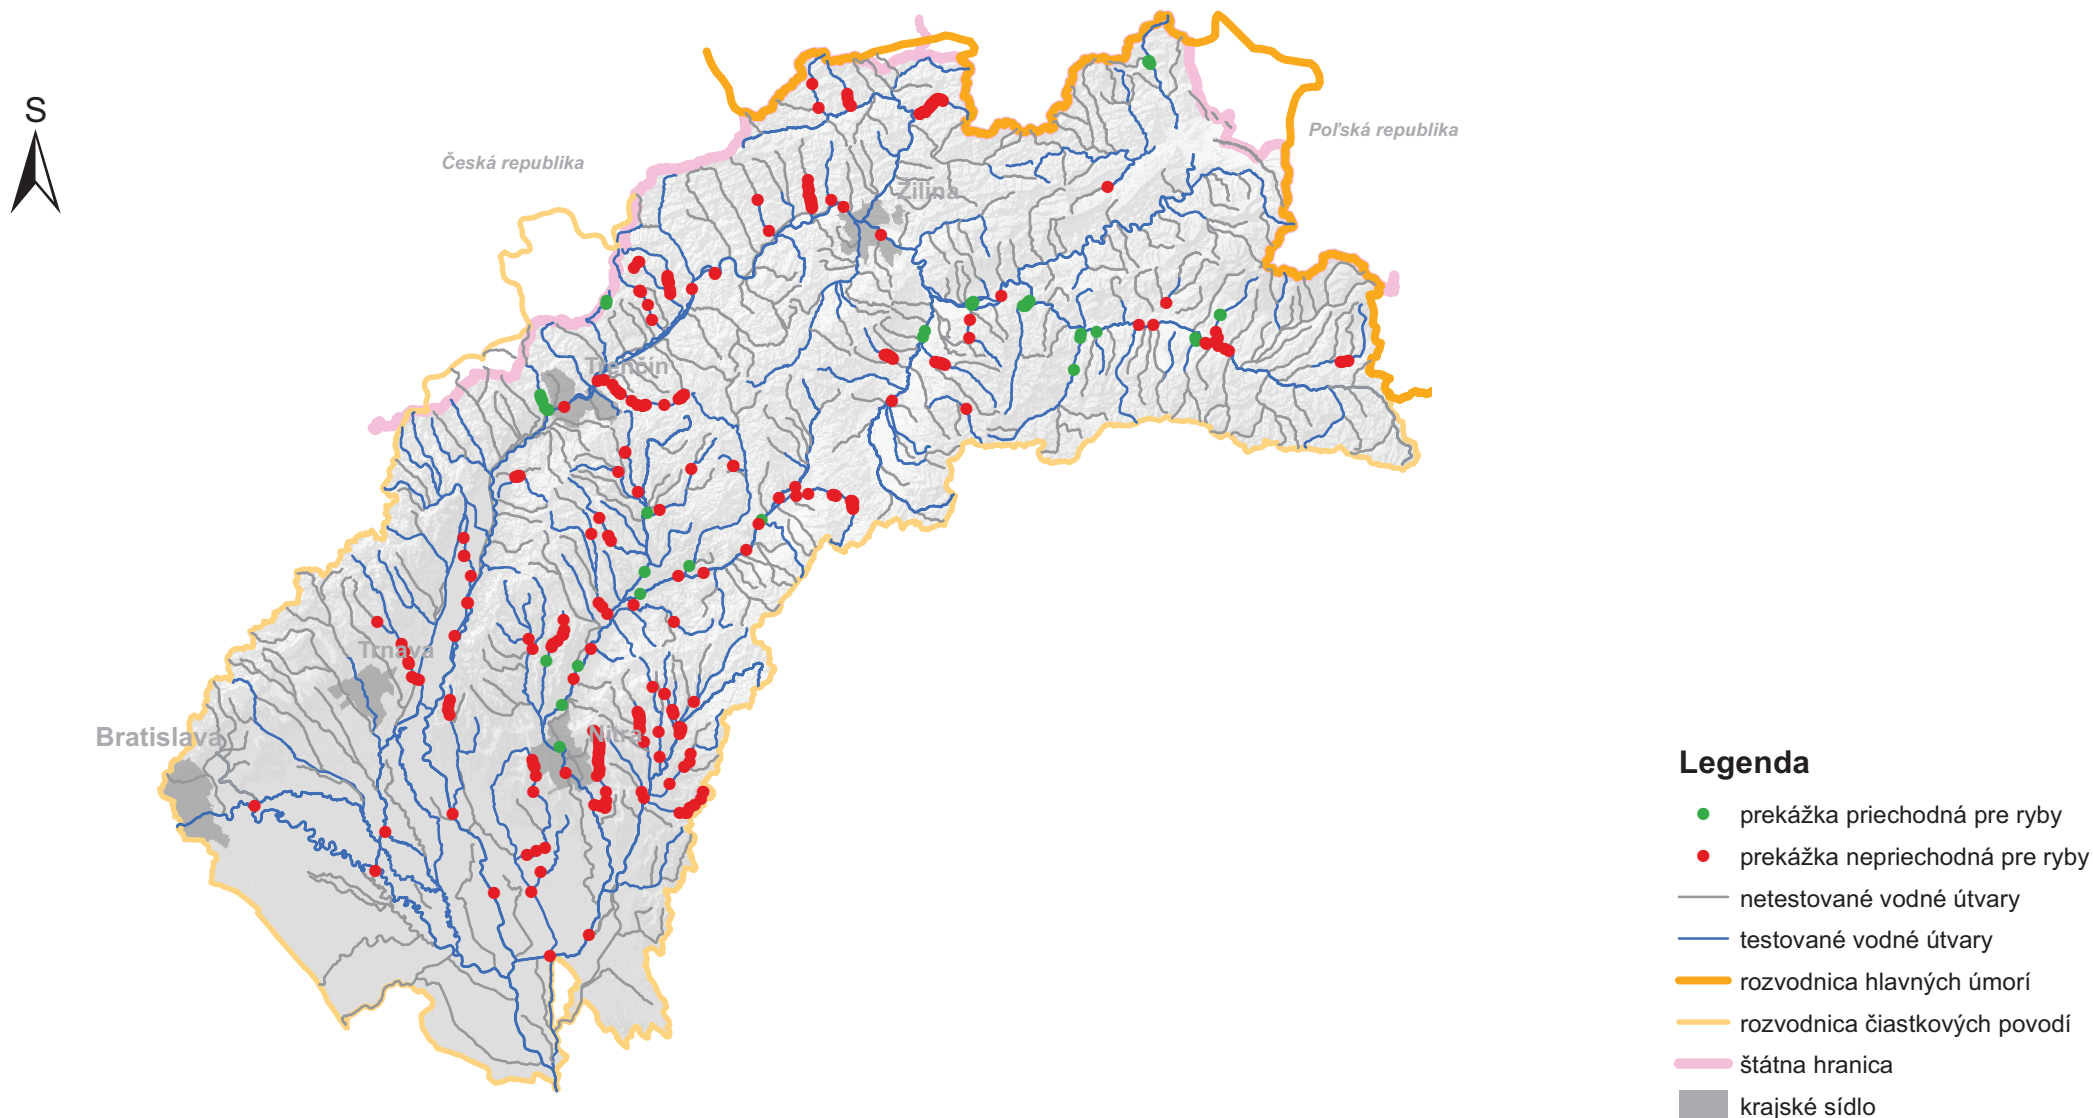 S
Česká republika
Poľská republika
Žilina
Trenčín
Trnava
Bratislava
Nitra
Legenda
prekážka priechodná pre ryby
prekážka nepriechodná pre ryby
netestované vodné útvary
testované vodné útvary
rozvodnica hlavných úmorí
rozvodnica čiastkových povodí
štátna hranica
krajské sídlo